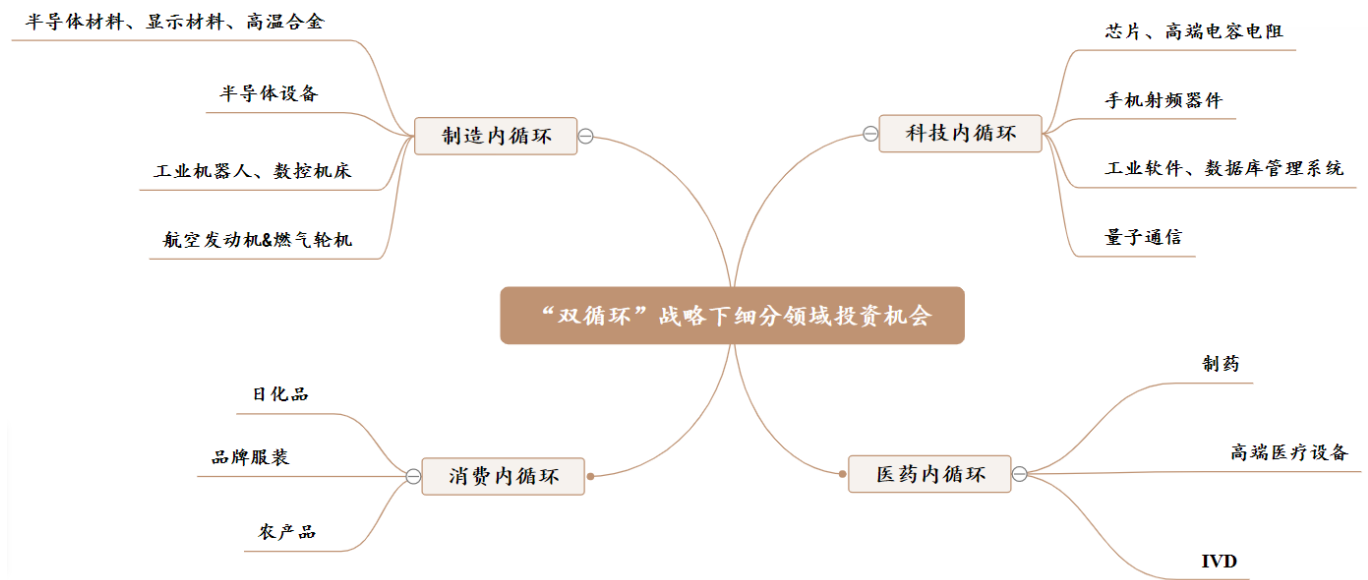 半导体材料、显示材料、高温合金
半导体设备
工业机器人、数控机床
航空发动机&燃气轮机
制造内循环
科技内循环
芯片、高端电容电阻
手机射频器件
工业软件、数据库管理系统
量子通信
“双循环”战略下细分领域投资机会
日化品
品牌服装
农产品
消费内循环
医药内循环
制药
高端医疗设备
IVD